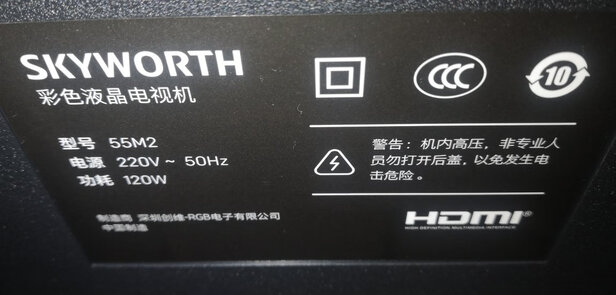 SKYWORTH
彩色液晶电视机
型号 55M2
电源 220V ~ 50Hz
功耗 120W
制造商 深圳创维-RGB电子有限公司
中国制造
CCC
10
警告：机内高压，非专业人
员勿打开后盖，以免发生电
击危险。
HDMI®
HIGH-DEFINITION MULTIMEDIA INTERFACE